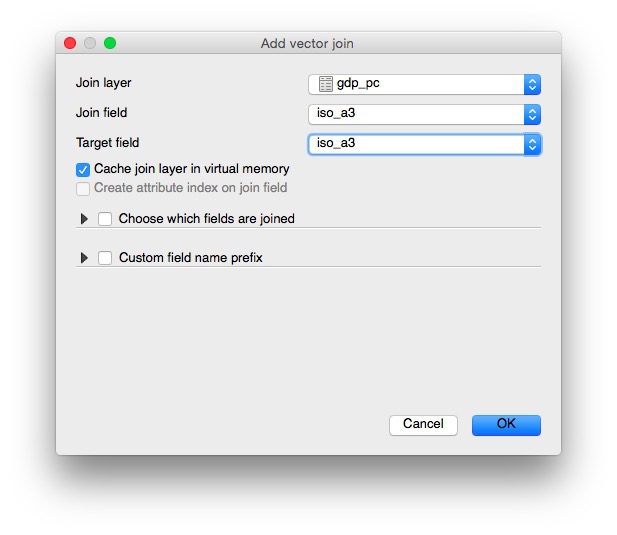 Add vector join
Join layer gdp_pc
Join field iso_a3
Target field iso_a3
Cache join layer in virtual memory
Create attribute index on join field
Choose which fields are joined
Custom field name prefix
Cancel OK